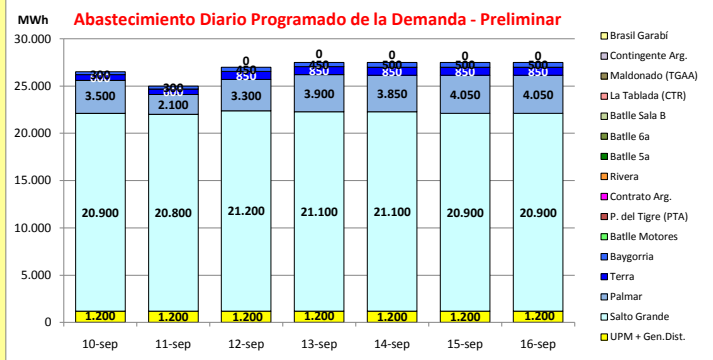 MWh Abastecimiento Diario Programado de la Demanda - Preliminar
30.000
25.000
20.000
15.000
10.000
5.000
0
0 0 0 0 0
300 300 450 450 500 500 500
600 600 850 850 850 850 850
3.500 2.100 3.300 3.900 3.850 4.050 4.050
20.900 20.800 21.200 21.100 21.100 20.900 20.900
1.200 1.200 1.200 1.200 1.200 1.200 1.200
10-sep 11-sep 12-sep 13-sep 14-sep 15-sep 16-sep
Brasil Garabí
Contingente Arg.
Maldonado (TGAA)
La Tablada (CTR)
Batlle Sala B
Batlle 6a
Batlle 5a
Rivera
Contrato Arg.
P. del Tigre (PTA)
Batlle Motores
Baygorria
Terra
Palmar
Salto Grande
UPM + Gen.Dist.